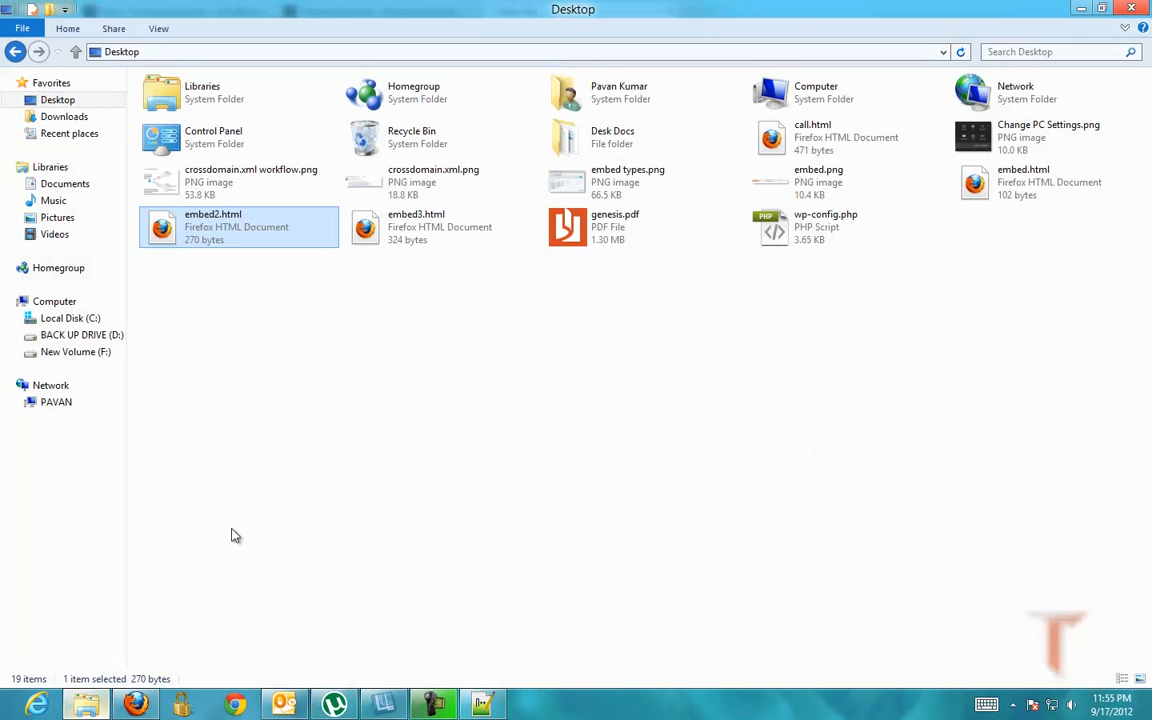 Desktop
File Home Share View
Desktop
Search Desktop
Favorites
Desktop
Downloads
Recent places
Libraries
Documents
Music
Pictures
Videos
Homegroup
Computer
Local Disk (C:)
BACK UP DRIVE (D:)
New Volume (F:)
Network
PAVAN
Libraries
System Folder
Homegroup
System Folder
Pavan Kumar
System Folder
Computer
System Folder
Network
System Folder
Control Panel
System Folder
Recycle Bin
System Folder
Desk Docs
File folder
call.html
Firefox HTML Document
471 bytes
Change PC Settings.png
PNG image
10.0 KB
crossdomain.xml workflow.png
PNG image
53.8 KB
crossdomain.xml.png
PNG image
18.8 KB
embed types.png
PNG image
66.5 KB
embed.png
PNG image
10.4 KB
embed.html
Firefox HTML Document
102 bytes
embed2.html
Firefox HTML Document
270 bytes
embed3.html
Firefox HTML Document
324 bytes
genesis.pdf
PDF File
1.30 MB
PHP
wp-config.php
PHP Script
3.65 KB
T
19 items 1 item selected 270 bytes
11:55 PM
9/17/2012